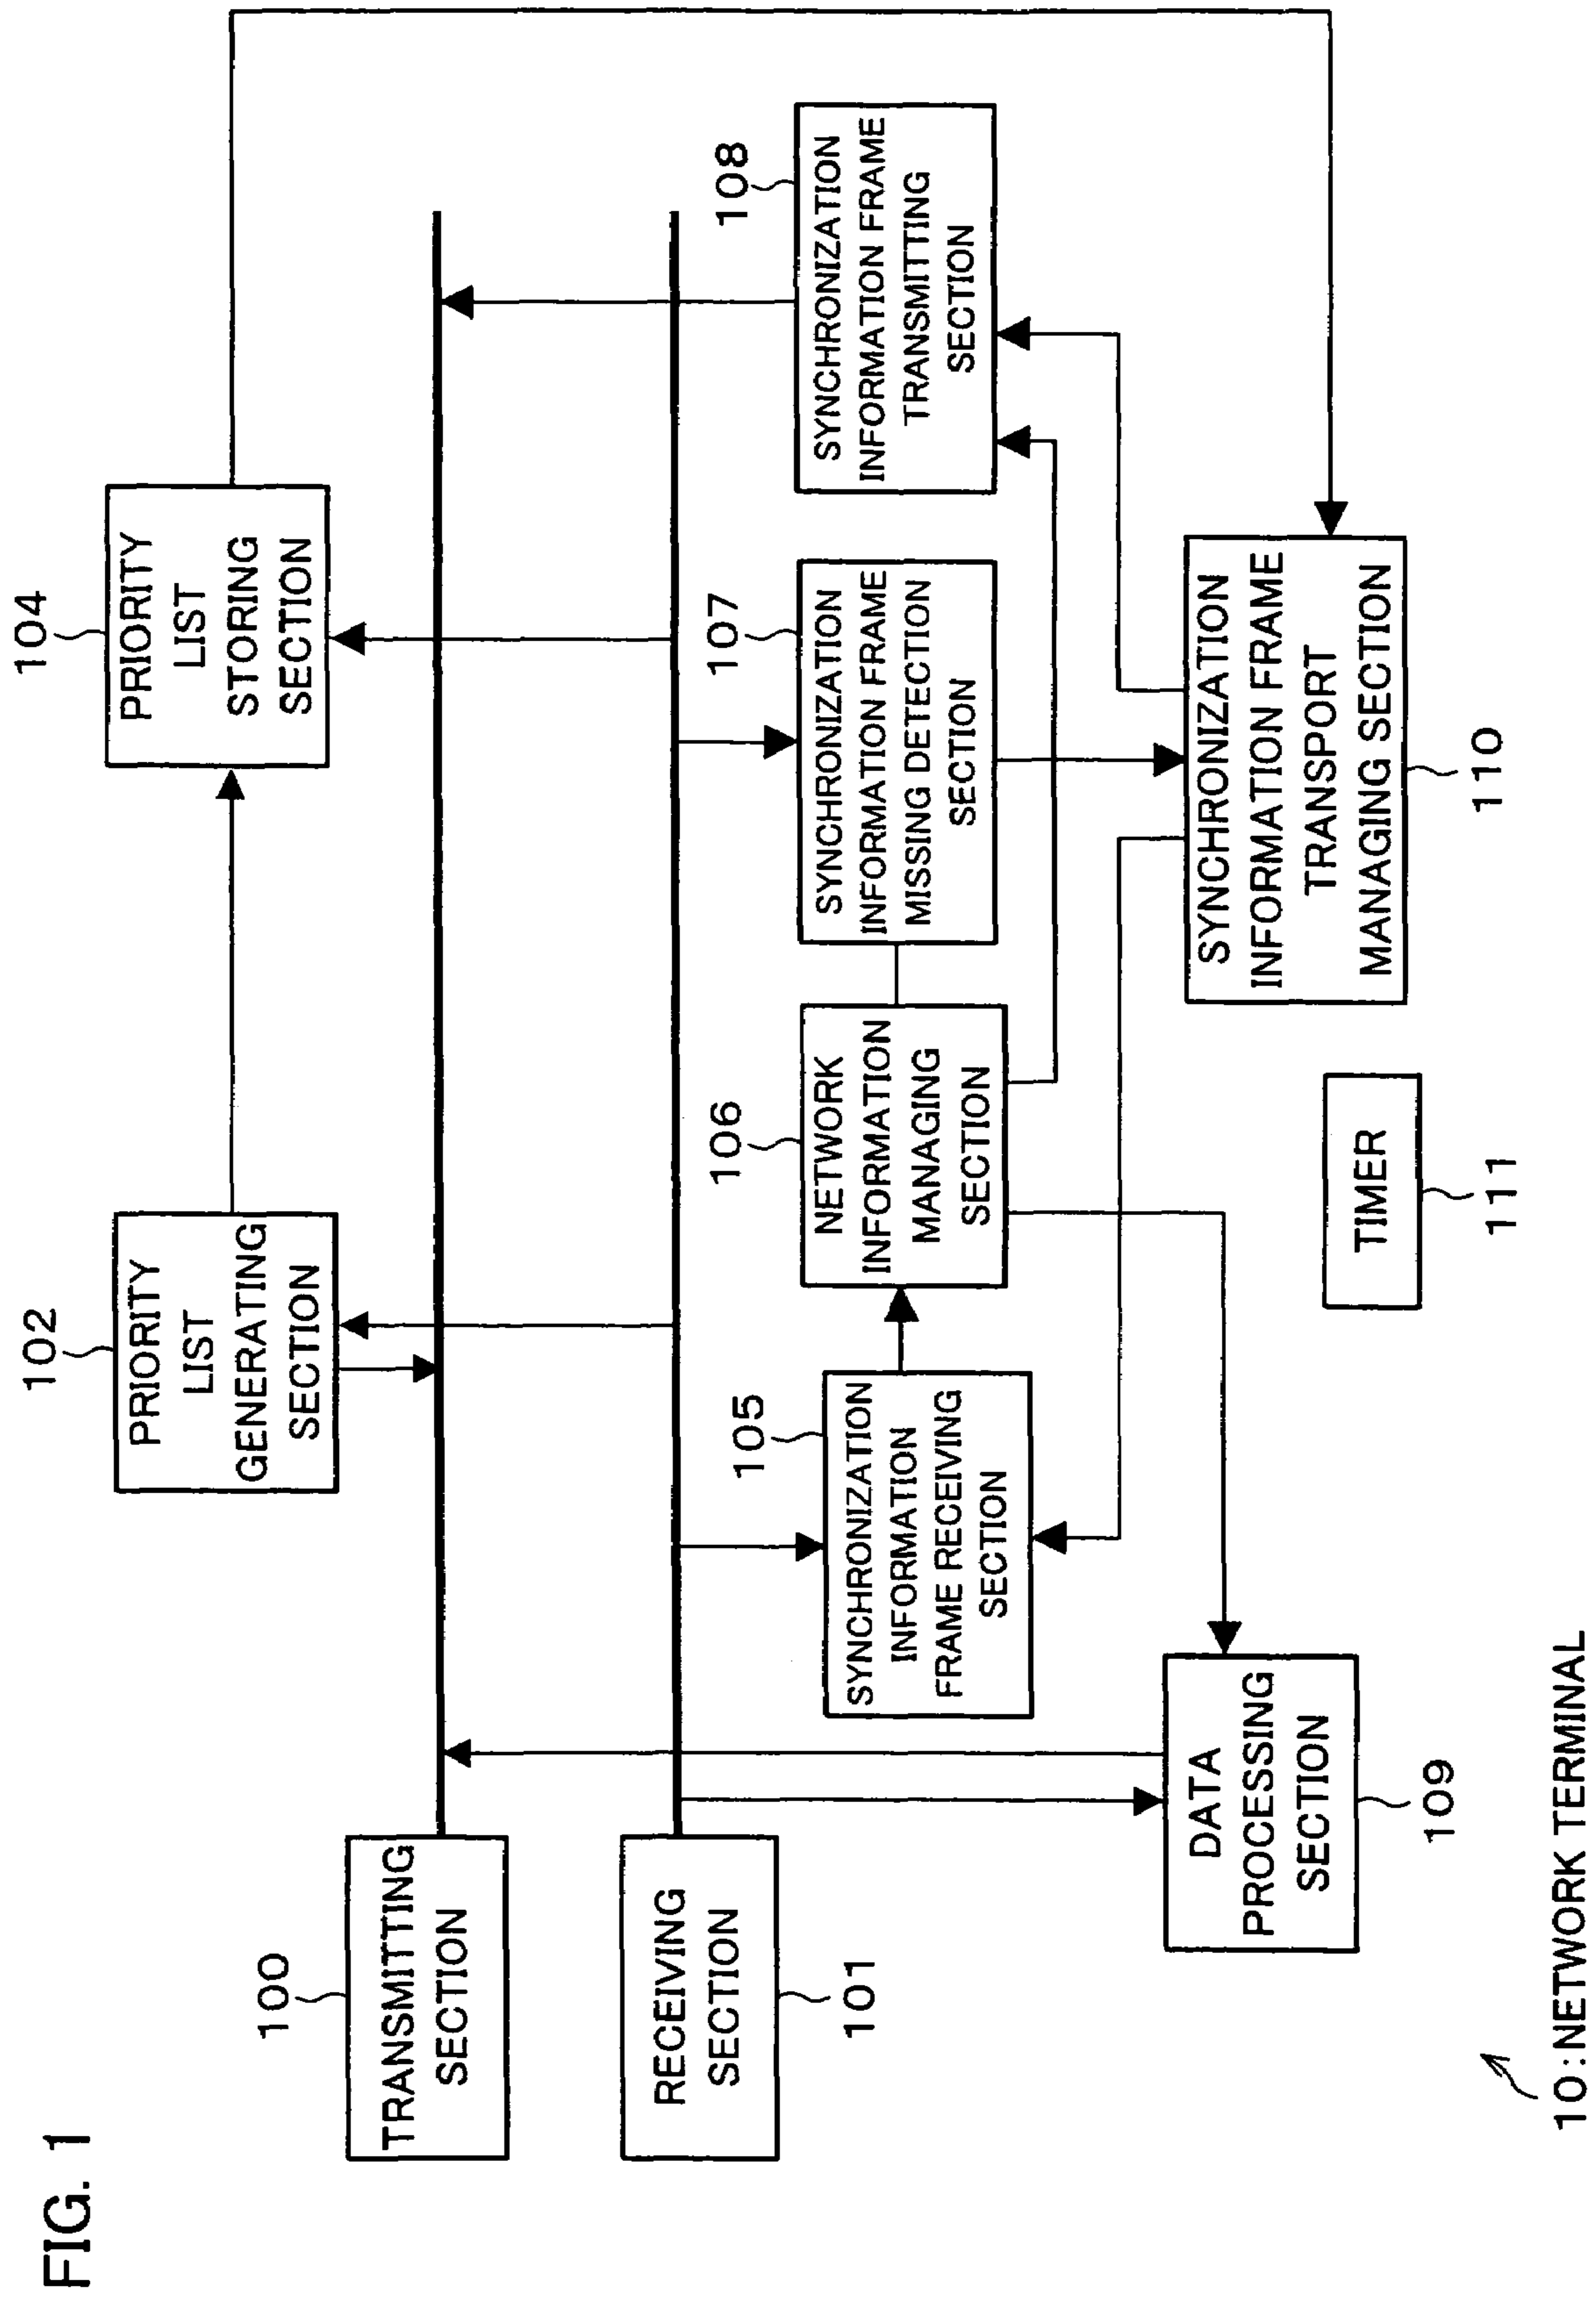 FIG. 1
102
PRIORITY
LIST
GENERATING
SECTION
104
PRIORITY
LIST
STORING
SECTION
100
TRANSMITTING
SECTION
RECEIVING
SECTION
101
105
SYNCHRONIZATION
INFORMATION
FRAME RECEIVING
SECTION
106
NETWORK
INFORMATION
MANAGING
SECTION
107
SYNCHRONIZATION
INFORMATION FRAME
MISSING DETECTION
SECTION
108
SYNCHRONIZATION
INFORMATION FRAME
TRANSMITTING
SECTION
DATA
PROCESSING
SECTION
109
TIMER
111
SYNCHRONIZATION
INFORMATION FRAME
TRANSPORT
MANAGING SECTION
110
10:NETWORK TERMINAL